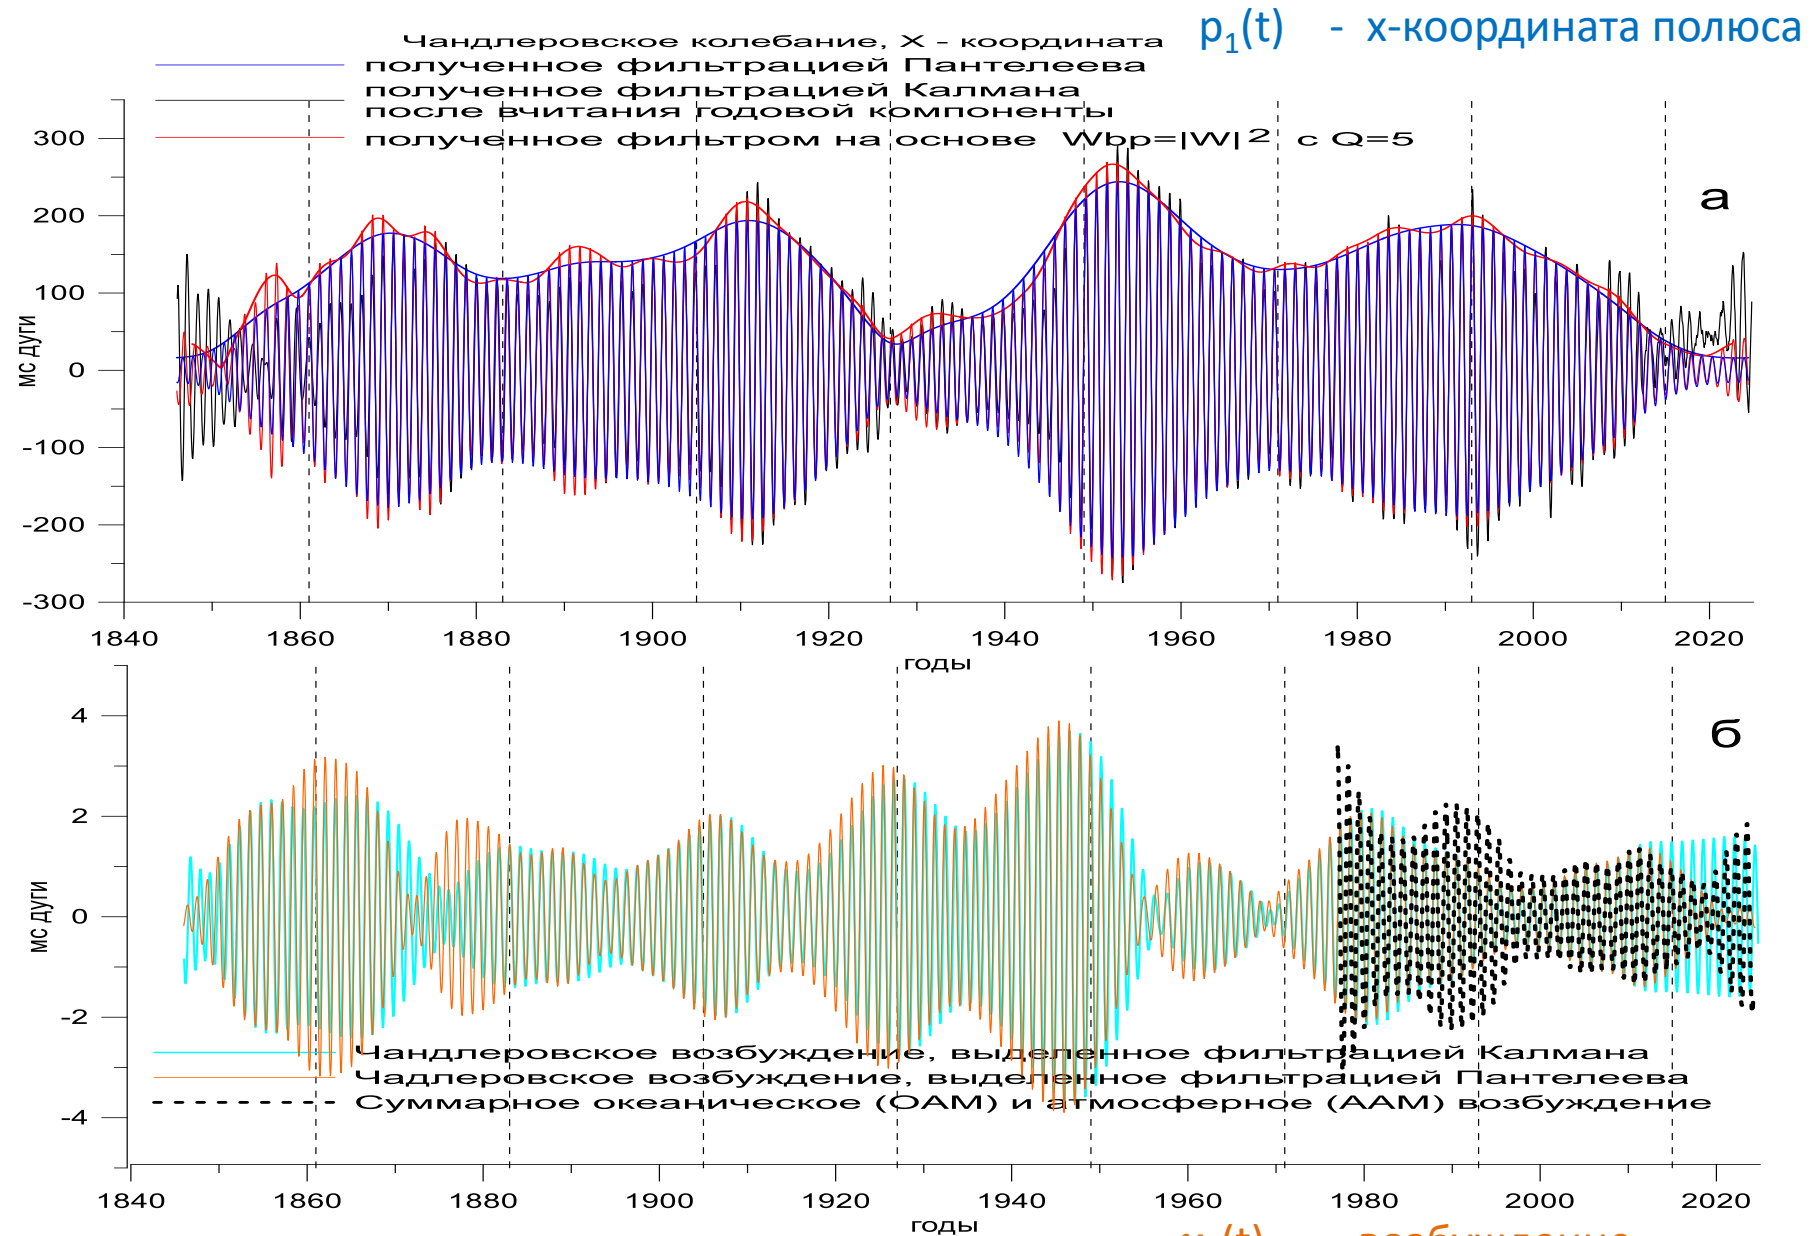 p₁(t) - х-координата полюса
Чандлеровское колебание, X - координата
полученное фильтрацией Пантелеева
полученное фильтрацией Калмана
после вчитания годовой компоненты
полученное фильтром на основе Wbp=|W|² с Q=5
а
300
200
100
0
-100
-200
-300
мс дуги
1840 1860 1880 1900 1920 1940 1960 1980 2000 2020
годы
б
4
2
0
-2
-4
мс дуги
Чандлеровское возбуждение, выделенное фильтрацией Калмана
Чадлеровское возбуждение, выделенное фильтрацией Пантелеева
Суммарное океаническое (ОАМ) и атмосферное (ААМ) возбуждение
1840 1860 1880 1900 1920 1940 1960 1980 2000 2020
годы
(t) - возбуждение